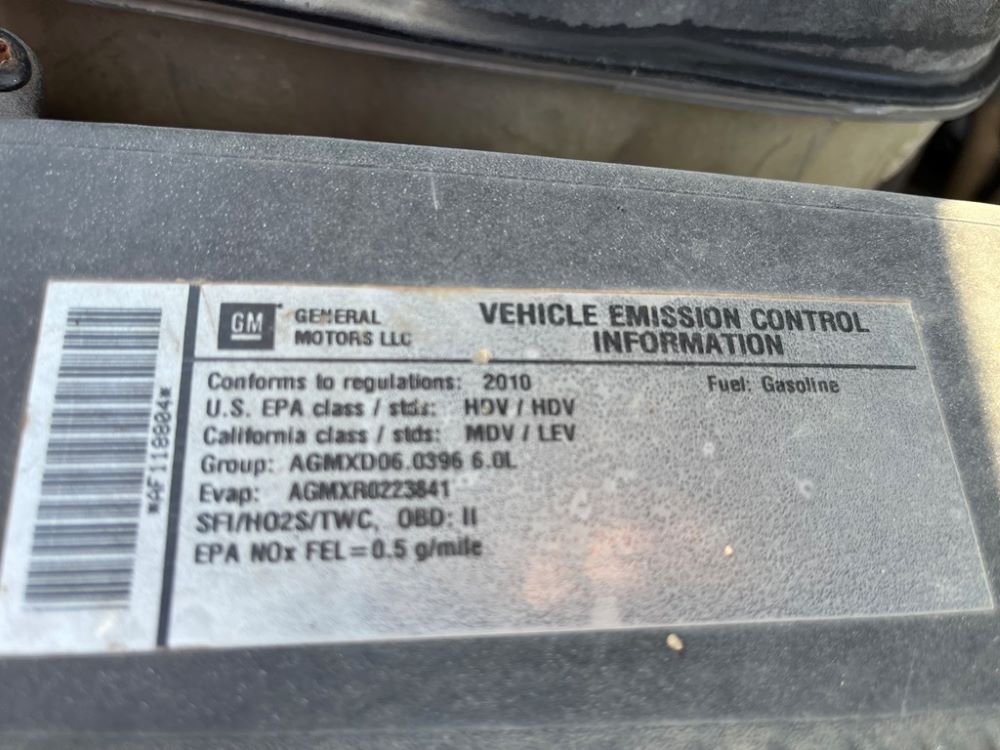 *AF118804*
GM
GENERAL
MOTORS LLC
VEHICLE EMISSION CONTROL
INFORMATION
Conforms to regulations: 2010
Fuel: Gasoline
U.S. EPA class / stds: HDV / HDV
California class / stds: MDV / LEV
Group: AGMXD06.0396 6.0L
Evap: AGMXR0223841
SFI/HO2S/TWC, OBD: II
EPA NOx FEL = 0.5 g/mile